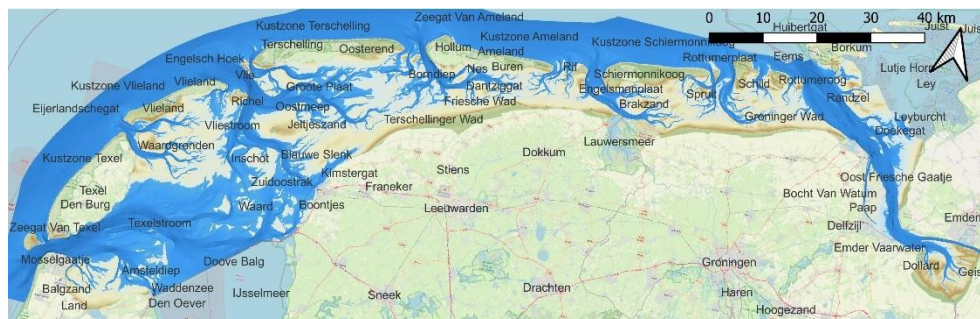 Zeegat Van Ameland
0 10 20 30 40 km
Huibertgat
Juist
Juis
Kustzone Terschelling
Kustzone Ameland
Kustzone Schiermonnikoog
Borkum
Terschelling
Oosterend
Hollum
Ameland
Rottumerplaat
Eems
Engelsch Hoek
Buren
Rif
Lutje Horn
Vlie
Nes
Schiermonnikoog
Ley
Kustzone Vlieland
Vlieland
Groote Plaat
Borndiep
Dantziggat
Engelsmanplaat
Spruit
Schild
Rottumeroog
Randzel
Eijerlandschegat
Vlieland
Richel
Oostmeep
Friesche Wad
Brakzand
Leyburcht
Vliestroom
Jeltjeszand
Terschellinger Wad
Groninger Wad
Doekegat
Waardgronden
Lauwersmeer
Kustzone Texel
Inschot
Blauwe Slenk
Dokkum
Zuidoostrak
Kimstergat
Stiens
Oost Friesche Gaatje
Texel
Franeker
Bocht Van Watum
Den Burg
Waard
Boontjes
Leeuwarden
Paap
Zeegat Van Texel
Texelstroom
Delfzijl
Emden
Emder Vaarwater
Mosselgaatje
Amsteldiep
Doove Balg
Groningen
Dollard
Geis
Balgzand
Waddenzee
IJsselmeer
Sneek
Drachten
Haren
Land
Den Oever
Hoogezand